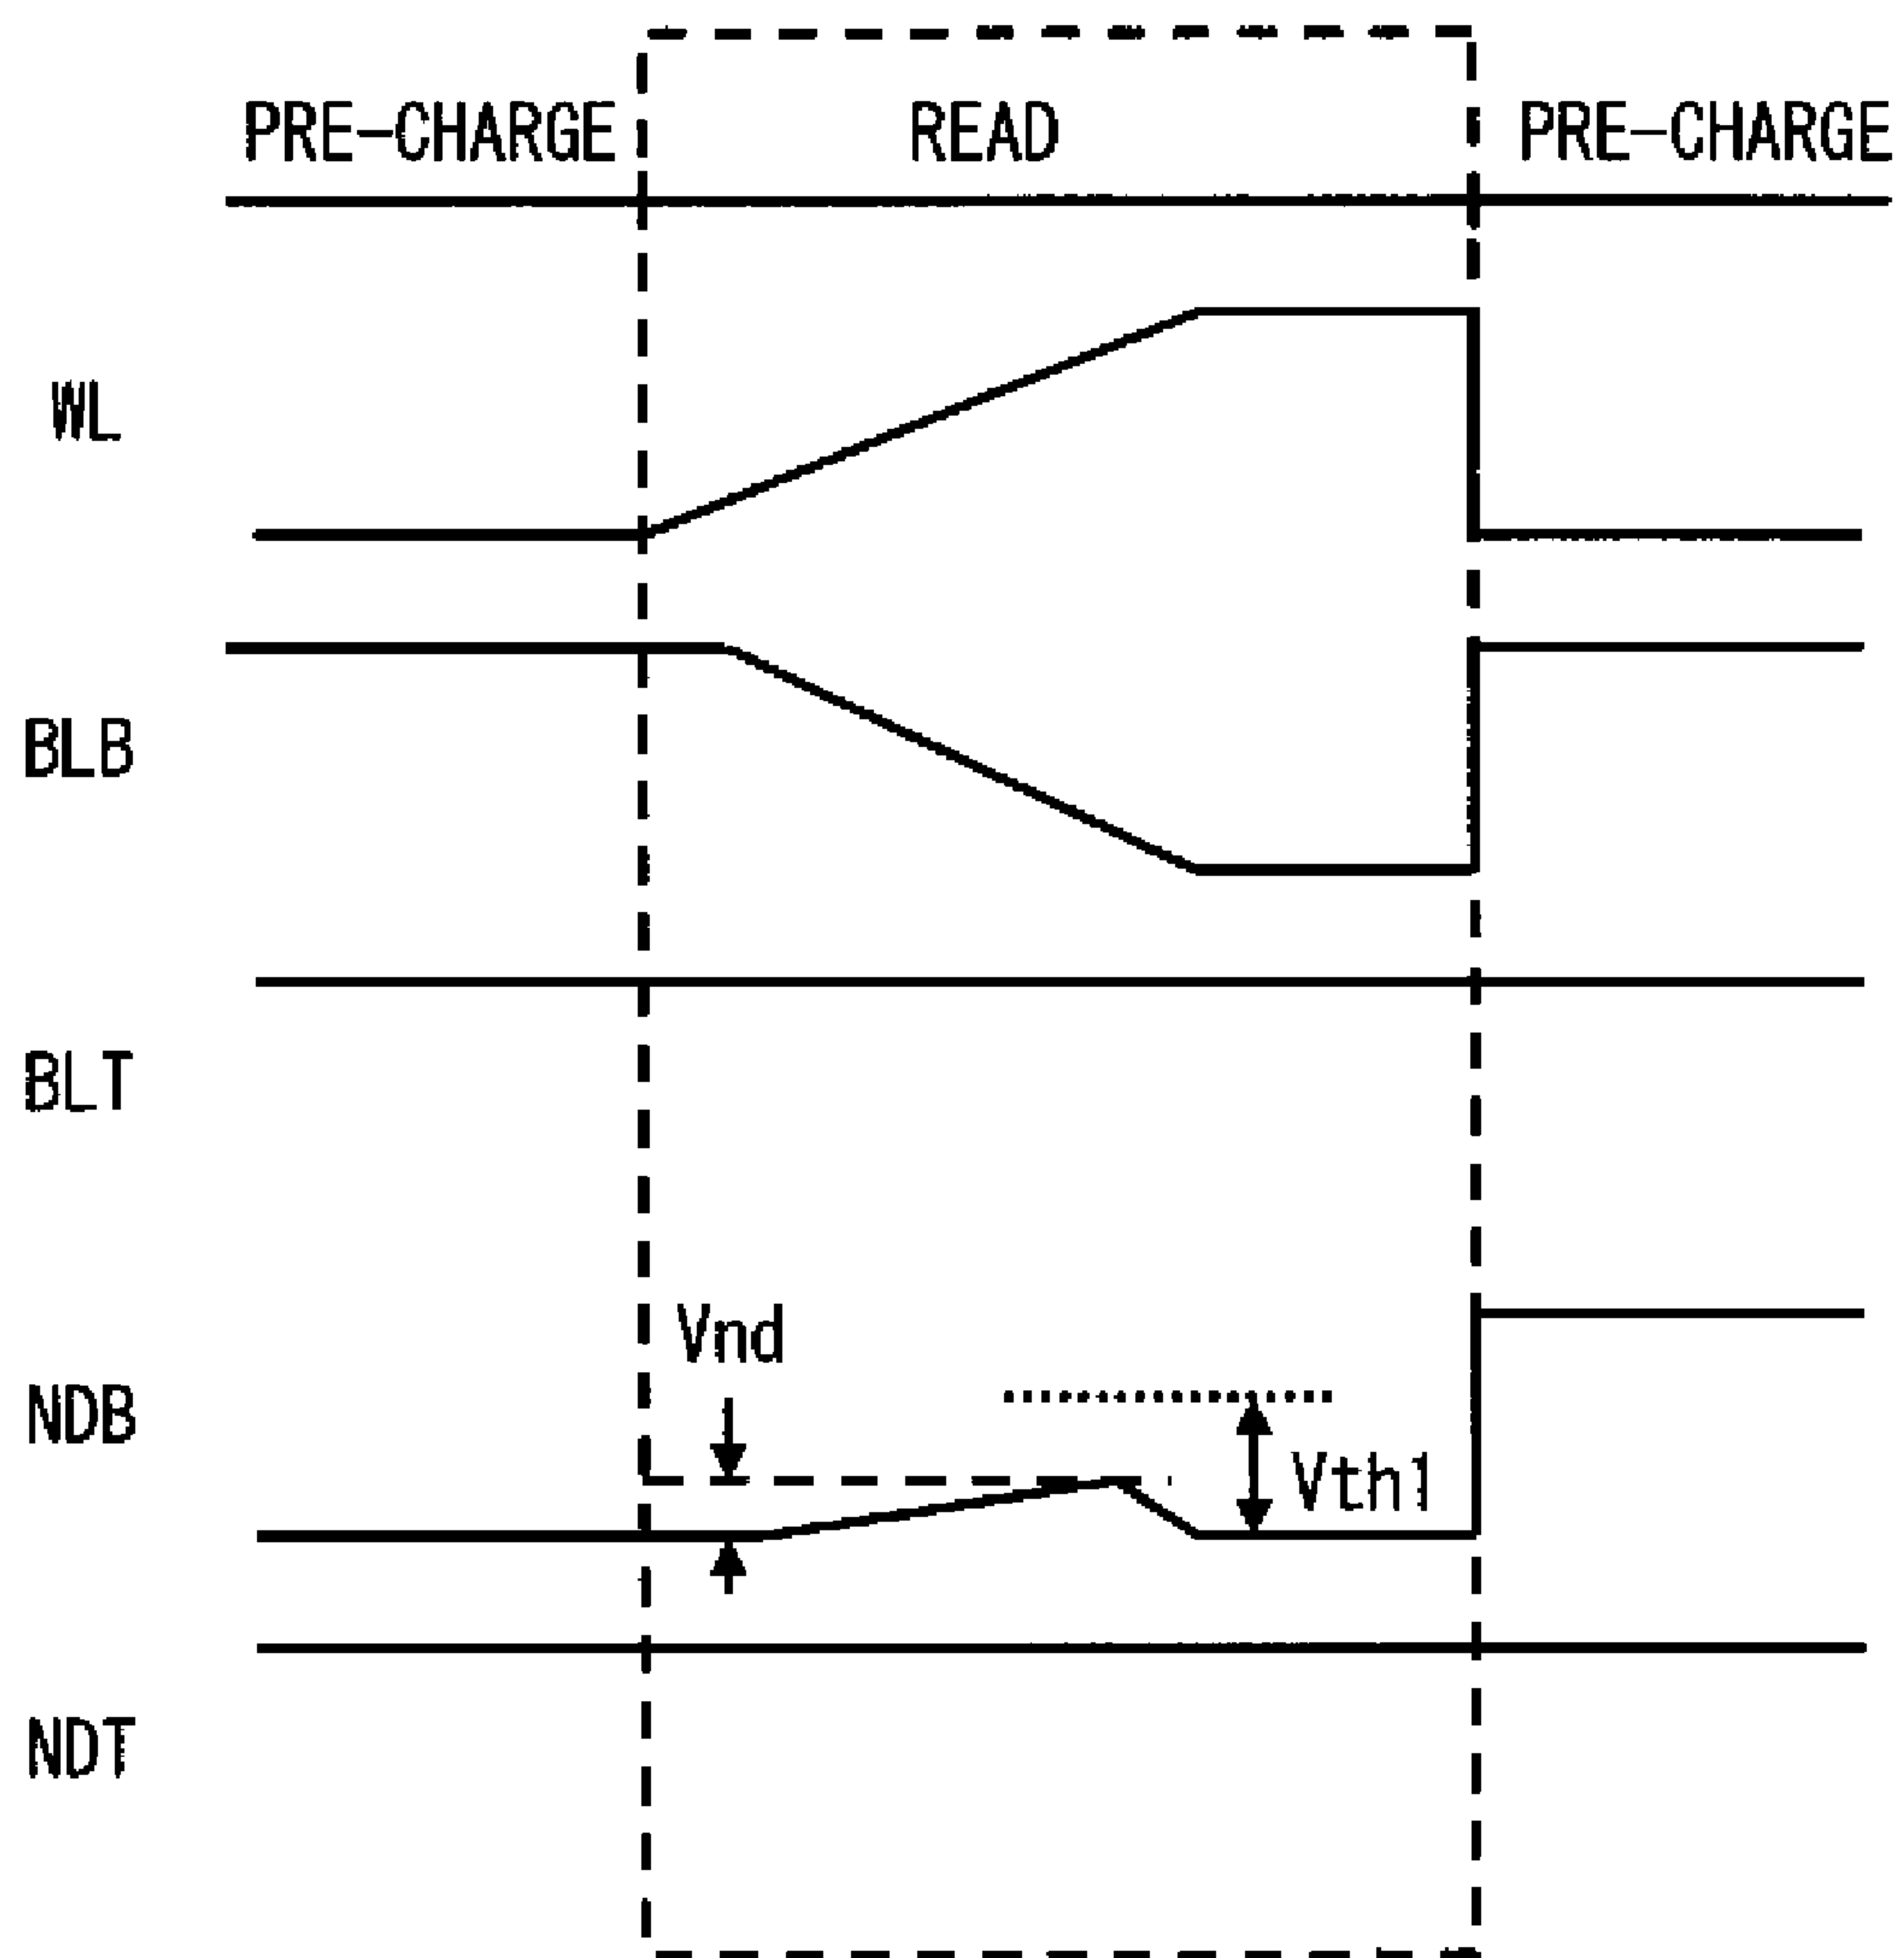 PRE-CHARGE READ PRE-CHARGE
WL
BLB
BLT
Vnd
NDB
Vth1
NDT